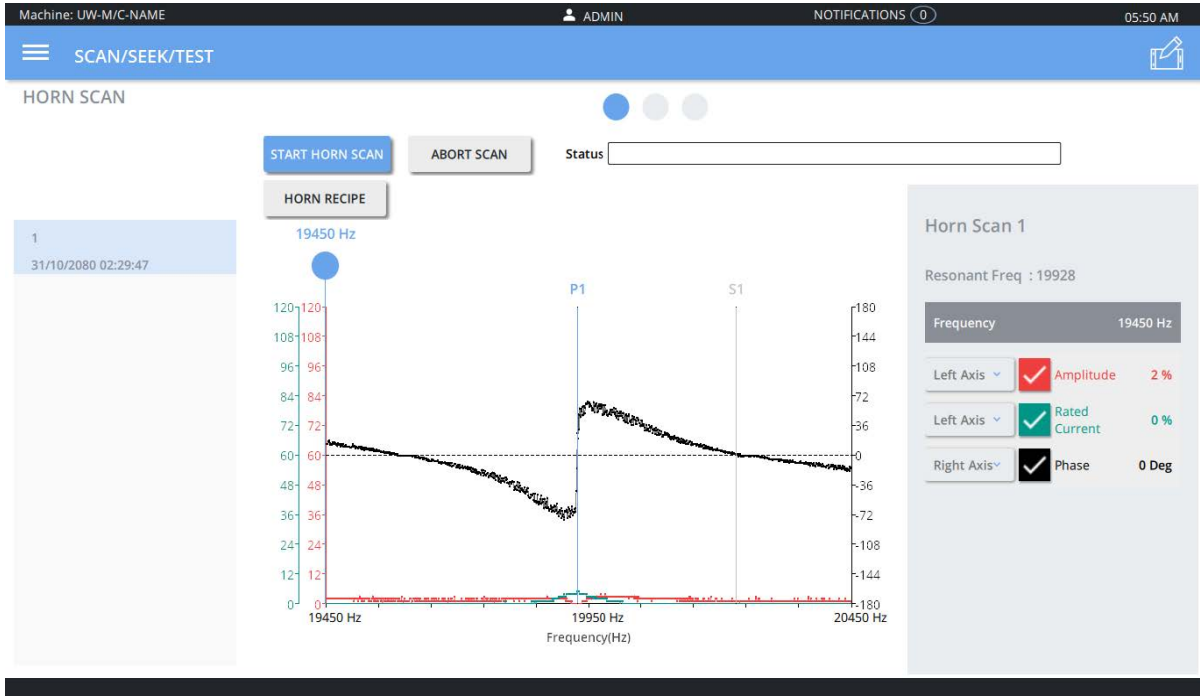 Machine: UW-M/C-NAME ADMIN NOTIFICATIONS 0 05:50 AM
SCAN/SEEK/TEST
HORN SCAN
START HORN SCAN ABORT SCAN Status
HORN RECIPE
1
31/10/2080 02:29:47
19450 Hz
P1 S1
120 120 180
108 108 144
96 96 108
84 84 72
72 72 36
60 60 0
48 48 -36
36 36 -72
24 24 -108
12 12 -144
0 0 -180
19450 Hz 19950 Hz 20450 Hz
Frequency(Hz)
Horn Scan 1
Resonant Freq : 19928
Frequency 19450 Hz
Left Axis Amplitude 2 %
Left Axis Rated Current 0 %
Right Axis Phase 0 Deg